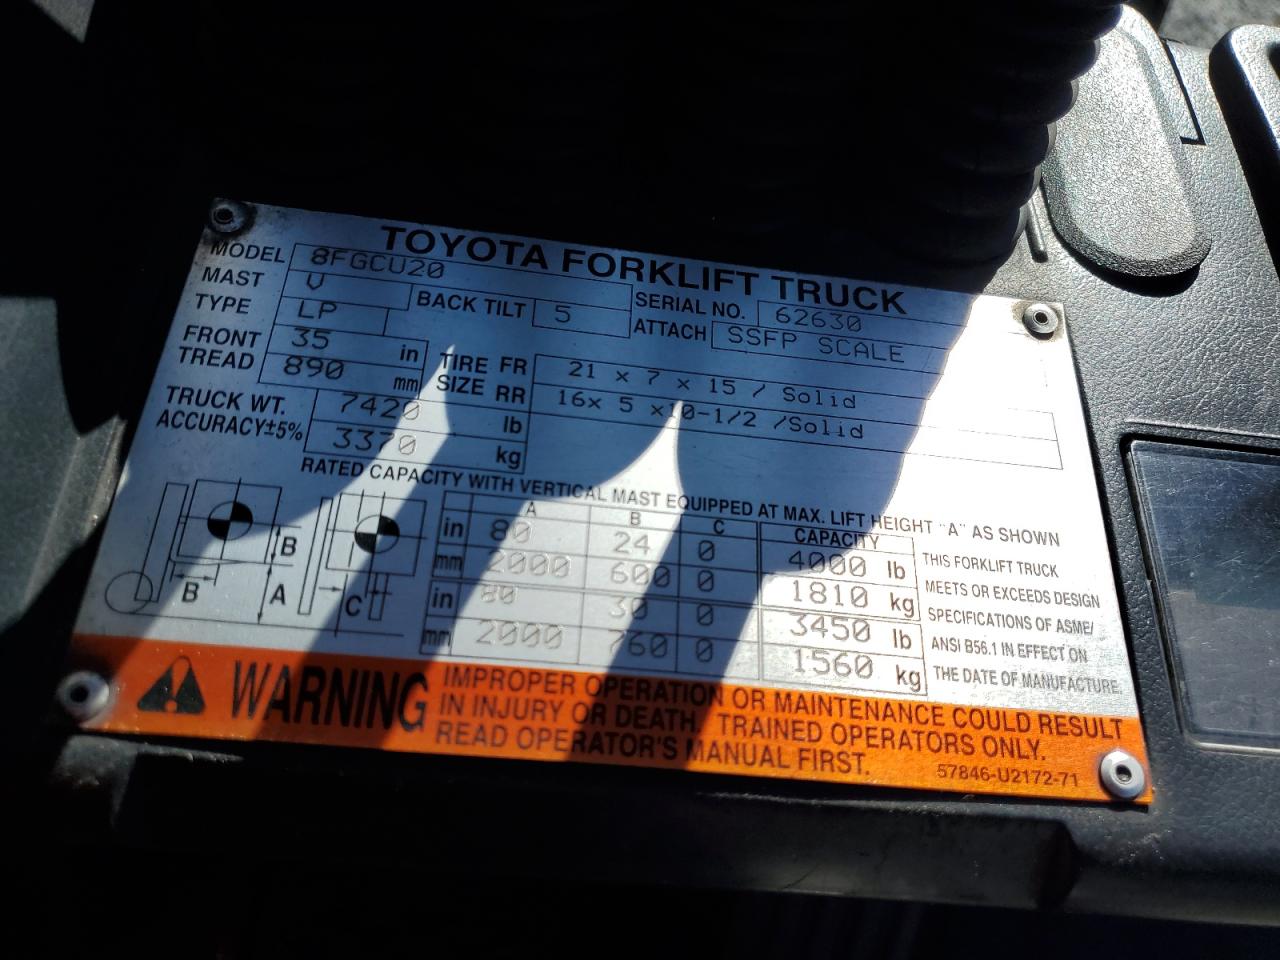 TOYOTA FORKLIFT TRUCK
MODEL 8FGCU20
MAST V BACK TILT 5 SERIAL NO. 62630
TYPE LP ATTACH SSFP SCALE
FRONT TREAD 35 in 890 mm
TIRE SIZE FR 21 x 7 x 15 / Solid
RR 16x 5 x10-1/2 /Solid
TRUCK WT. 7420 lb
ACCURACY±5% 3370 kg
RATED CAPACITY WITH VERTICAL MAST EQUIPPED AT MAX. LIFT HEIGHT "A" AS SHOWN
A B C CAPACITY
in 80 24 0 4000 lb
mm 2000 600 0 1810 kg
in 80 30 0 3450 lb
mm 2000 760 0 1560 kg
B
B
A
C
THIS FORKLIFT TRUCK
MEETS OR EXCEEDS DESIGN
SPECIFICATIONS OF ASME/
ANSI B56.1 IN EFFECT ON
THE DATE OF MANUFACTURE.
WARNING
IMPROPER OPERATION OR MAINTENANCE COULD RESULT
IN INJURY OR DEATH. TRAINED OPERATORS ONLY.
READ OPERATOR'S MANUAL FIRST.
57846-U2172-71